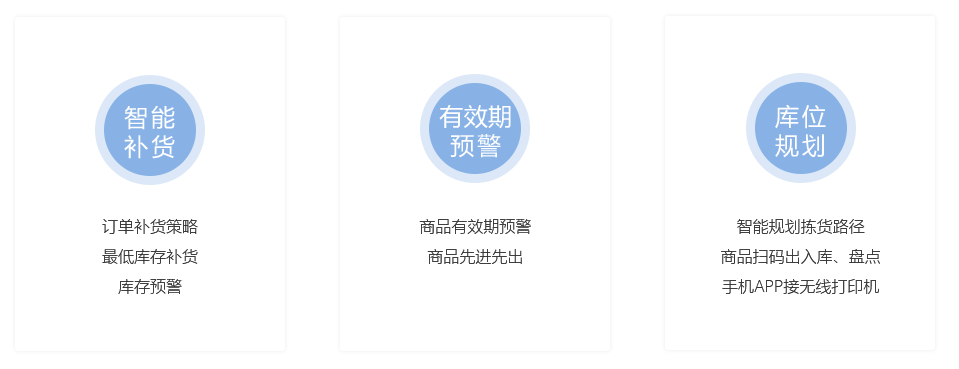 智能
补货
订单补货策略
最低库存补货
库存预警
有效期
预警
商品有效期预警
商品先进先出
库位
规划
智能规划拣货路径
商品扫码出入库、盘点
手机APP接无线打印机